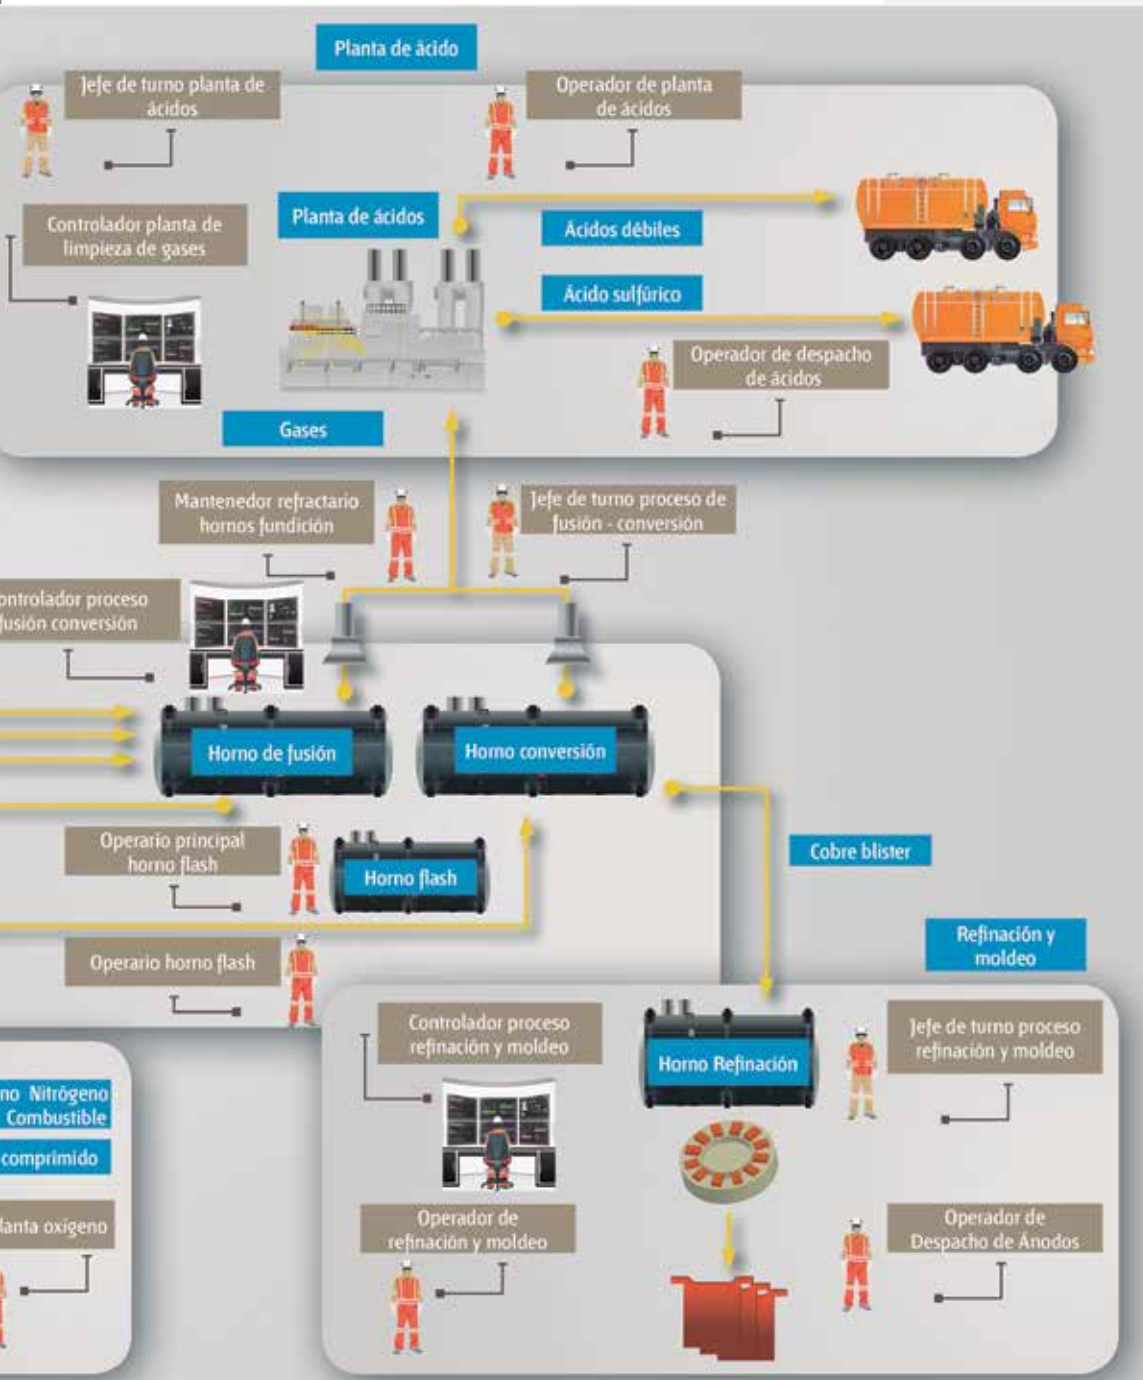 Planta de ácido
Jefe de turno planta de
ácidos
Operador de planta
de ácidos
Controlador planta de
limpieza de gases
Planta de ácidos
Ácidos débiles
Ácido sulfúrico
Operador de despacho
de ácidos
Gases
Mantenedor refractario
hornos fundición
Jefe de turno proceso de
fusión - conversión
ontrolador proceso
fusión conversión
Horno de fusión
Horno conversión
Operario principal
horno flash
Horno flash
Cobre blister
Operario horno flash
Refinación y
moldeo
Controlador proceso
refinación y moldeo
Horno Refinación
Jefe de turno proceso
refinación y moldeo
no Nitrógeno
Combustible
comprimido
lanta oxígeno
Operador de
refinación y moldeo
Operador de
Despacho de Ánodos